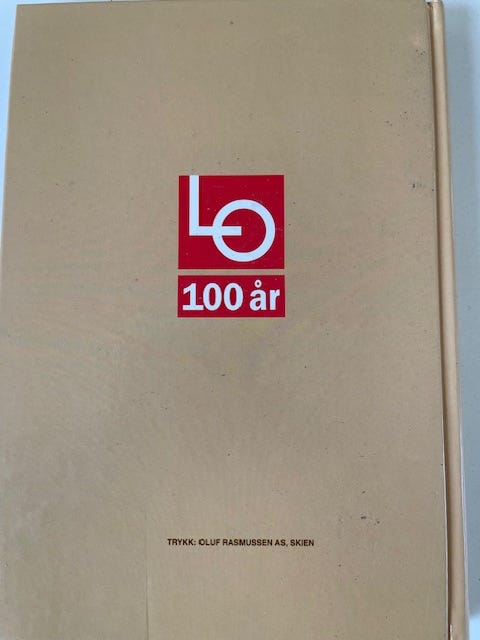 LO
100 år
TRYKK: OLUF RASMUSSEN AS, SKIEN